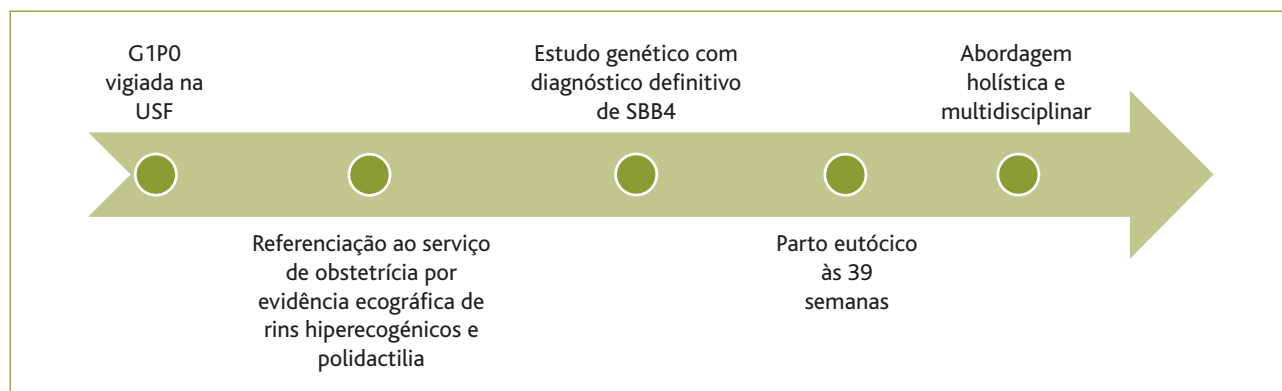 G1P0
vigiada na
USF
Referenciação ao serviço
de obstetrícia por
evidência ecográfica de
rins hiperecogénicos e
polidactilia
Estudo genético com
diagnóstico definitivo
de SBB4
Parto eutócico
às 39
semanas
Abordagem
holística e
multidisciplinar